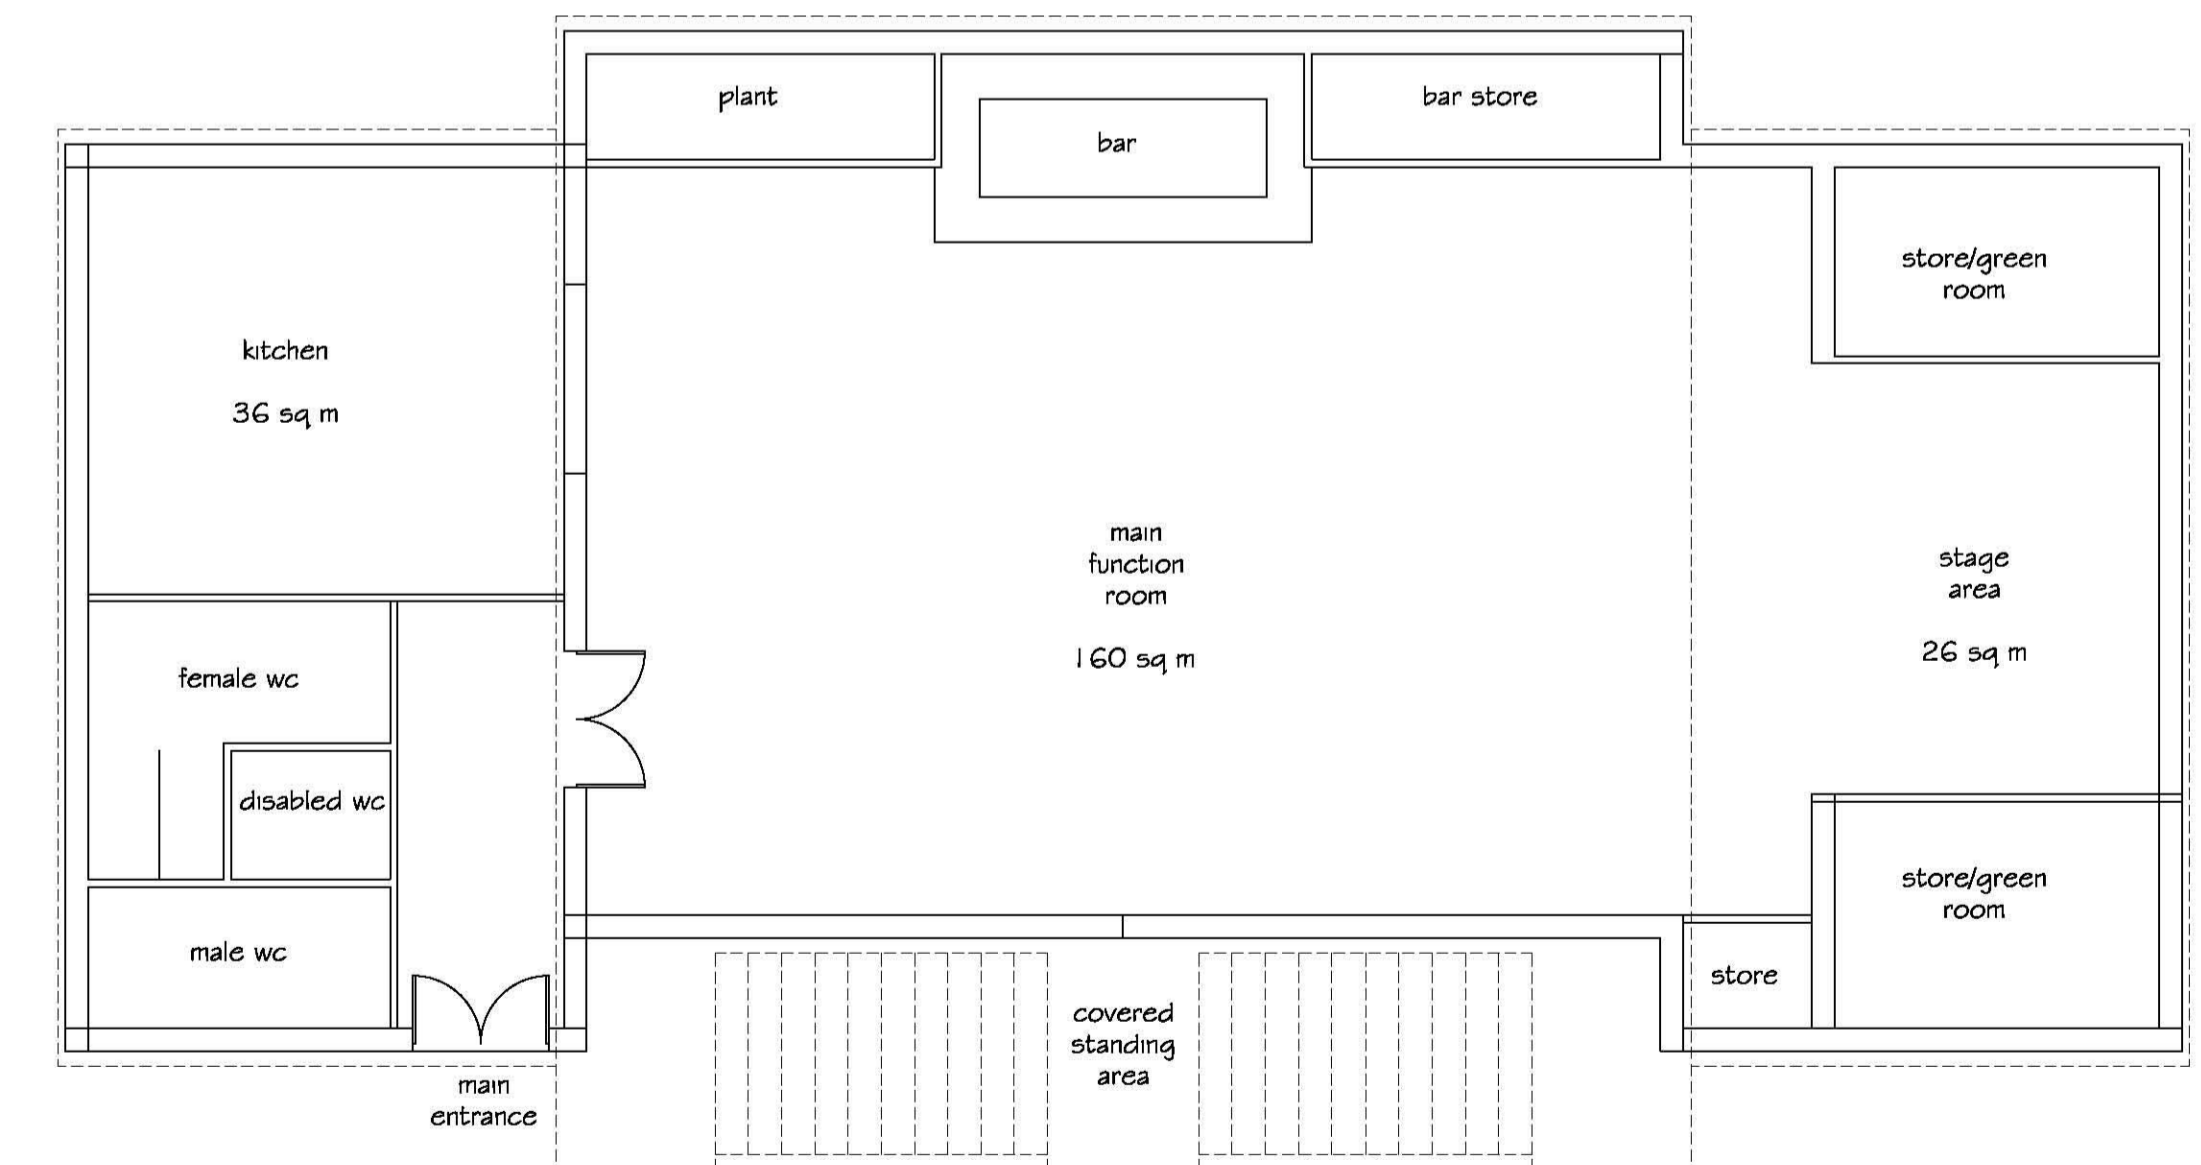 plant
bar
bar store
store/green
room
kitchen
36 sq m
main
function
room
160 sq m
stage
area
26 sq m
female wc
disabled wc
male wc
store/green
room
store
covered
standing
area
main
entrance